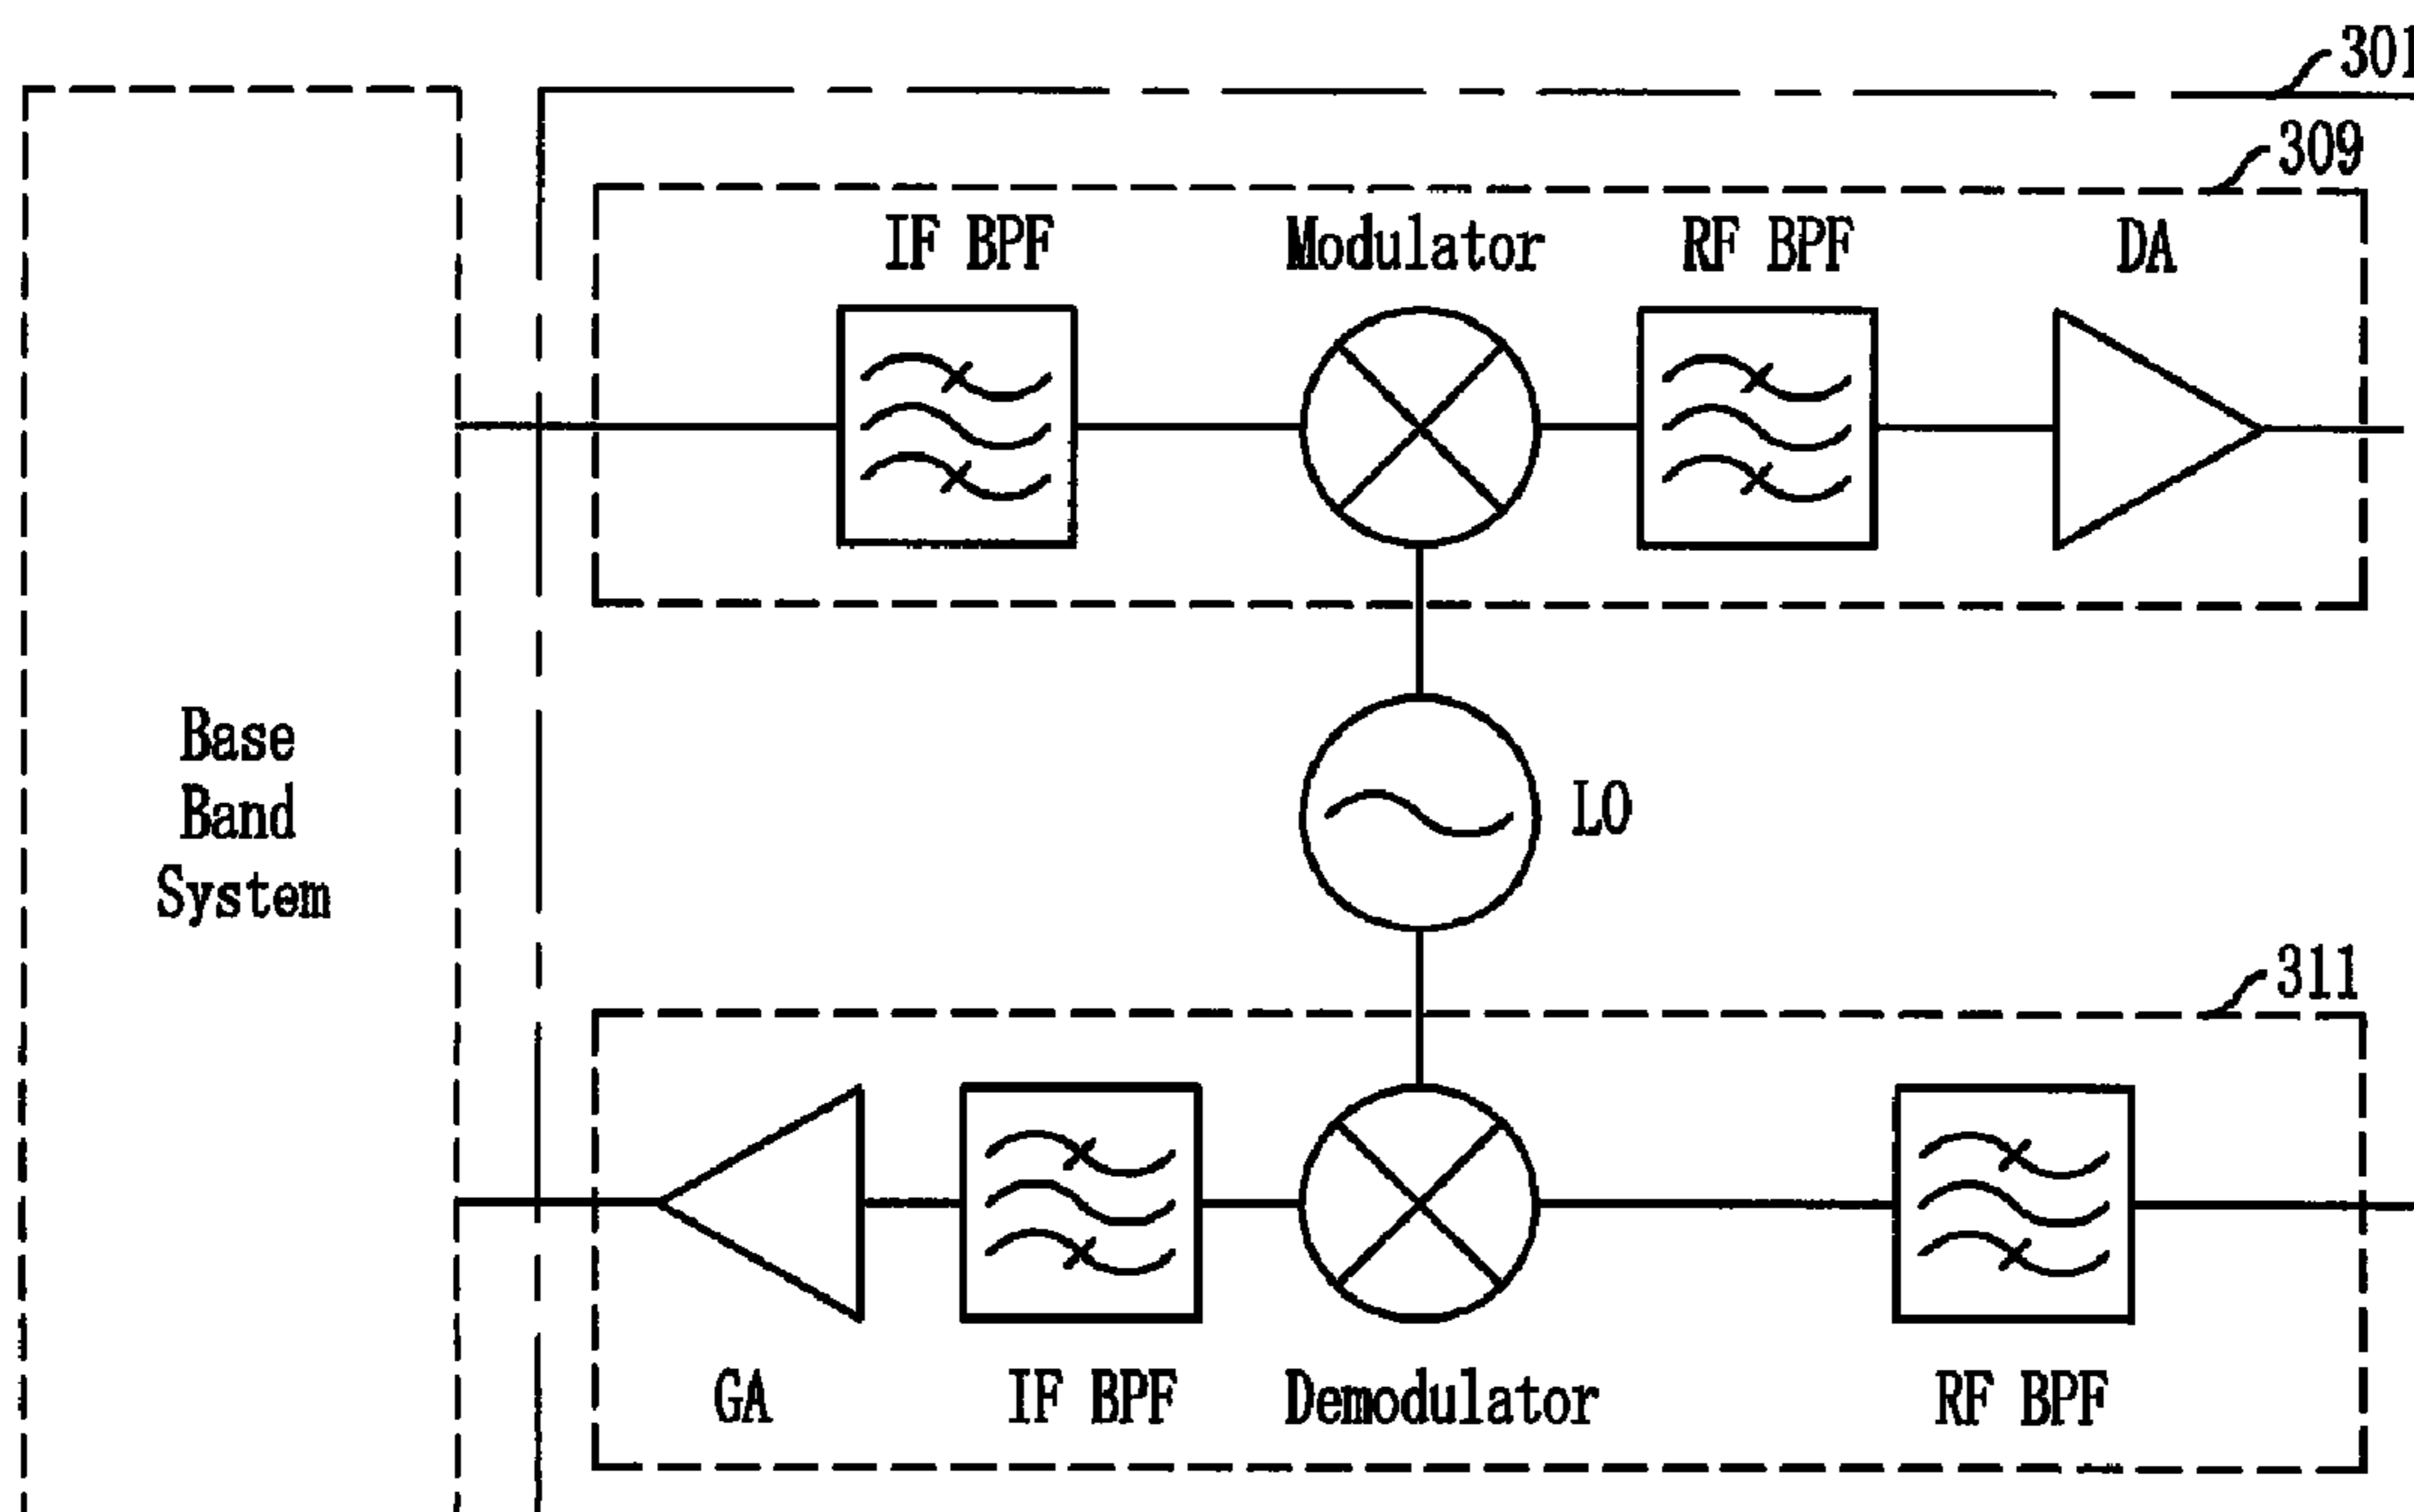 301
309
IF BPF Modulator RF BPF DA
Base
Band
System
LO
311
GA IF BPF Demodulator RF BPF